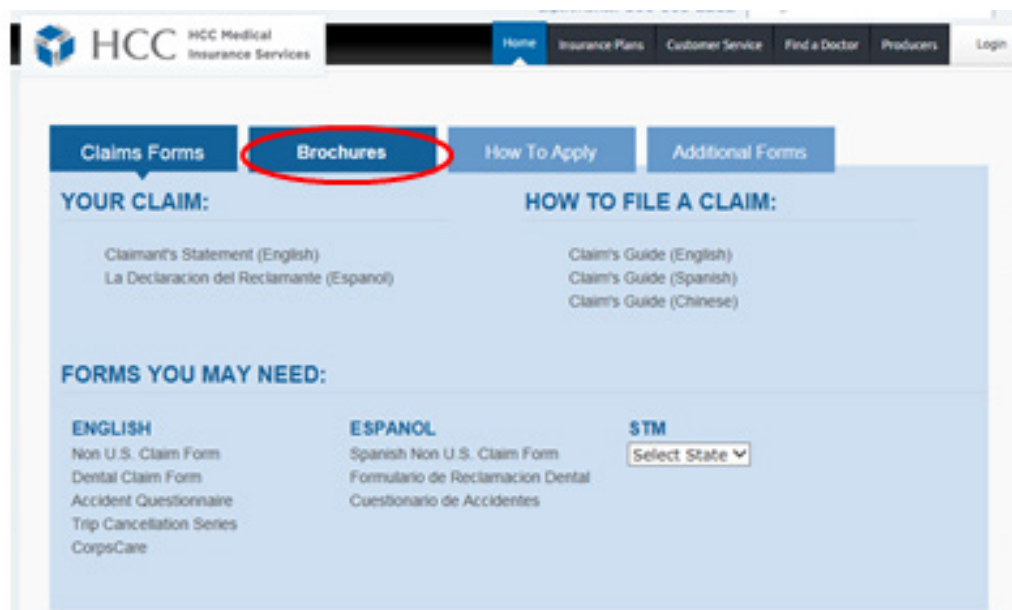 HCC HCC Medical
Insurance Services
Home Insurance Plans Customer Service Find a Doctor Producers Login
Claims Forms Brochures How To Apply Additional Forms
YOUR CLAIM:
Claimant's Statement (English)
La Declaracion del Reclamante (Espanol)
HOW TO FILE A CLAIM:
Claim's Guide (English)
Claim's Guide (Spanish)
Claim's Guide (Chinese)
FORMS YOU MAY NEED:
ENGLISH
Non U.S. Claim Form
Dental Claim Form
Accident Questionnaire
Trip Cancellation Series
CorpsCare
ESPANOL
Spanish Non U.S. Claim Form
Formulario de Reclamacion Dental
Cuestionario de Accidentes
STM
Select State